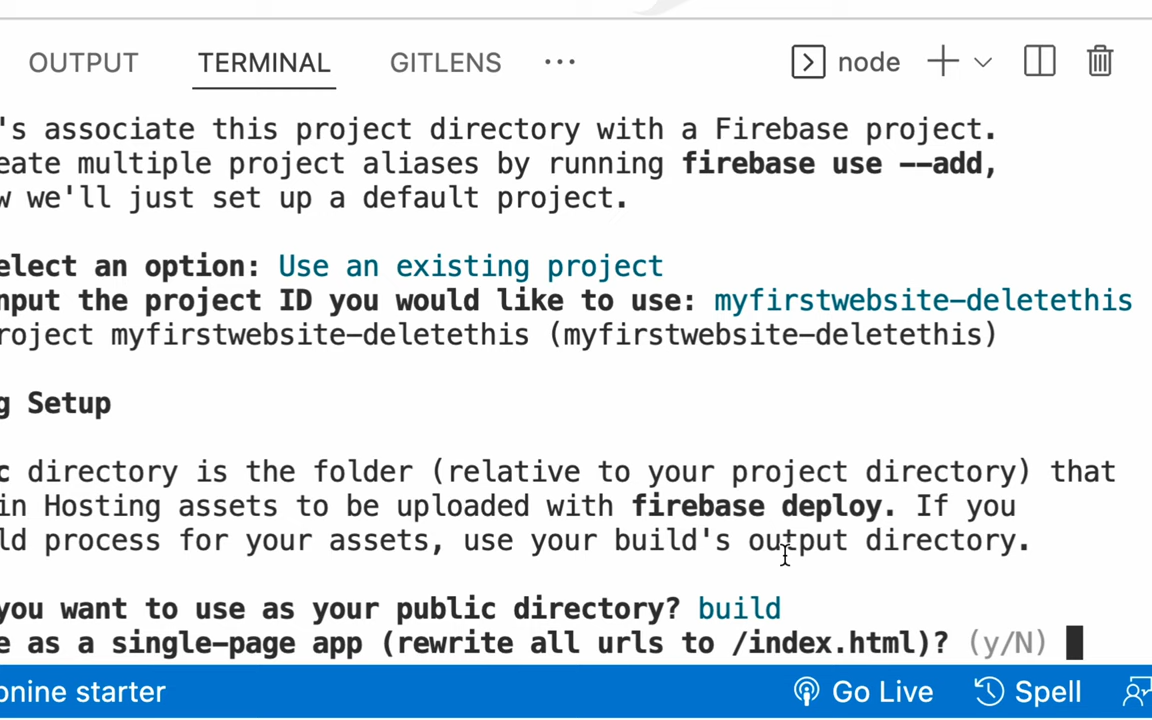 OUTPUT TERMINAL GITLENS ··· node
's associate this project directory with a Firebase project.
eate multiple project aliases by running firebase use --add,
w we'll just set up a default project.
elect an option: Use an existing project
nput the project ID you would like to use: myfirstwebsite-deletethis
roject myfirstwebsite-deletethis (myfirstwebsite-deletethis)
g Setup
c directory is the folder (relative to your project directory) that
in Hosting assets to be uploaded with firebase deploy. If you
ld process for your assets, use your build's output directory.
you want to use as your public directory? build
e as a single-page app (rewrite all urls to /index.html)? (y/N)
onine starter Go Live Spell